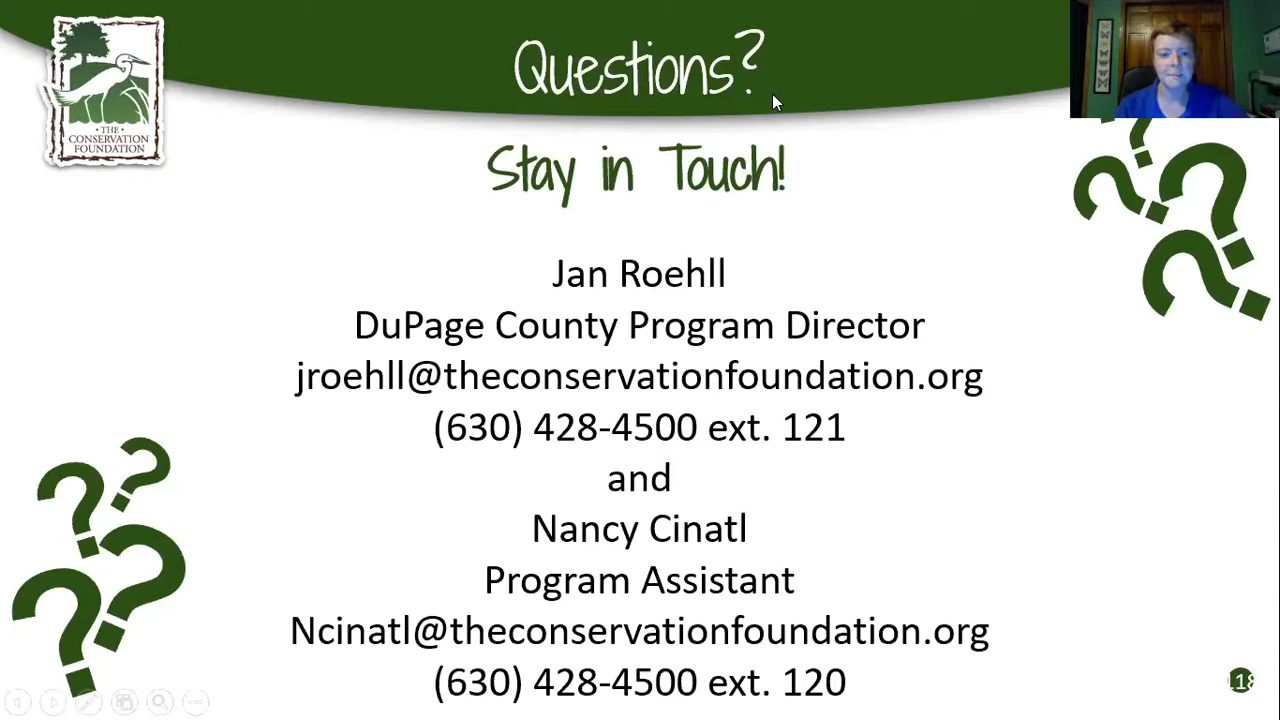 Questions?
• THE •
CONSERVATION
FOUNDATION
Stay in Touch!
Jan Roehll
DuPage County Program Director
jroehll@theconservationfoundation.org
(630) 428-4500 ext. 121
and
Nancy Cinatl
Program Assistant
Ncinatl@theconservationfoundation.org
(630) 428-4500 ext. 120
118